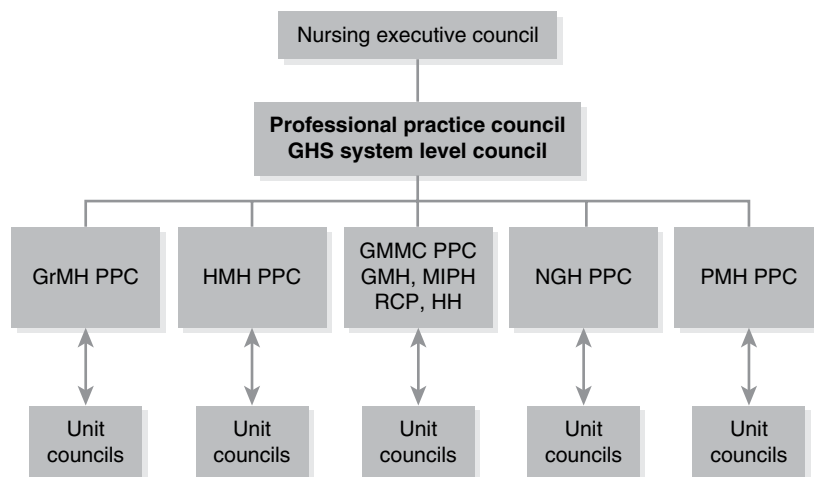 Nursing executive council
Professional practice council
GHS system level council
GrMH PPC
HMH PPC
GMMC PPC
GMH, MIPH
RCP, HH
NGH PPC
PMH PPC
Unit
councils
Unit
councils
Unit
councils
Unit
councils
Unit
councils